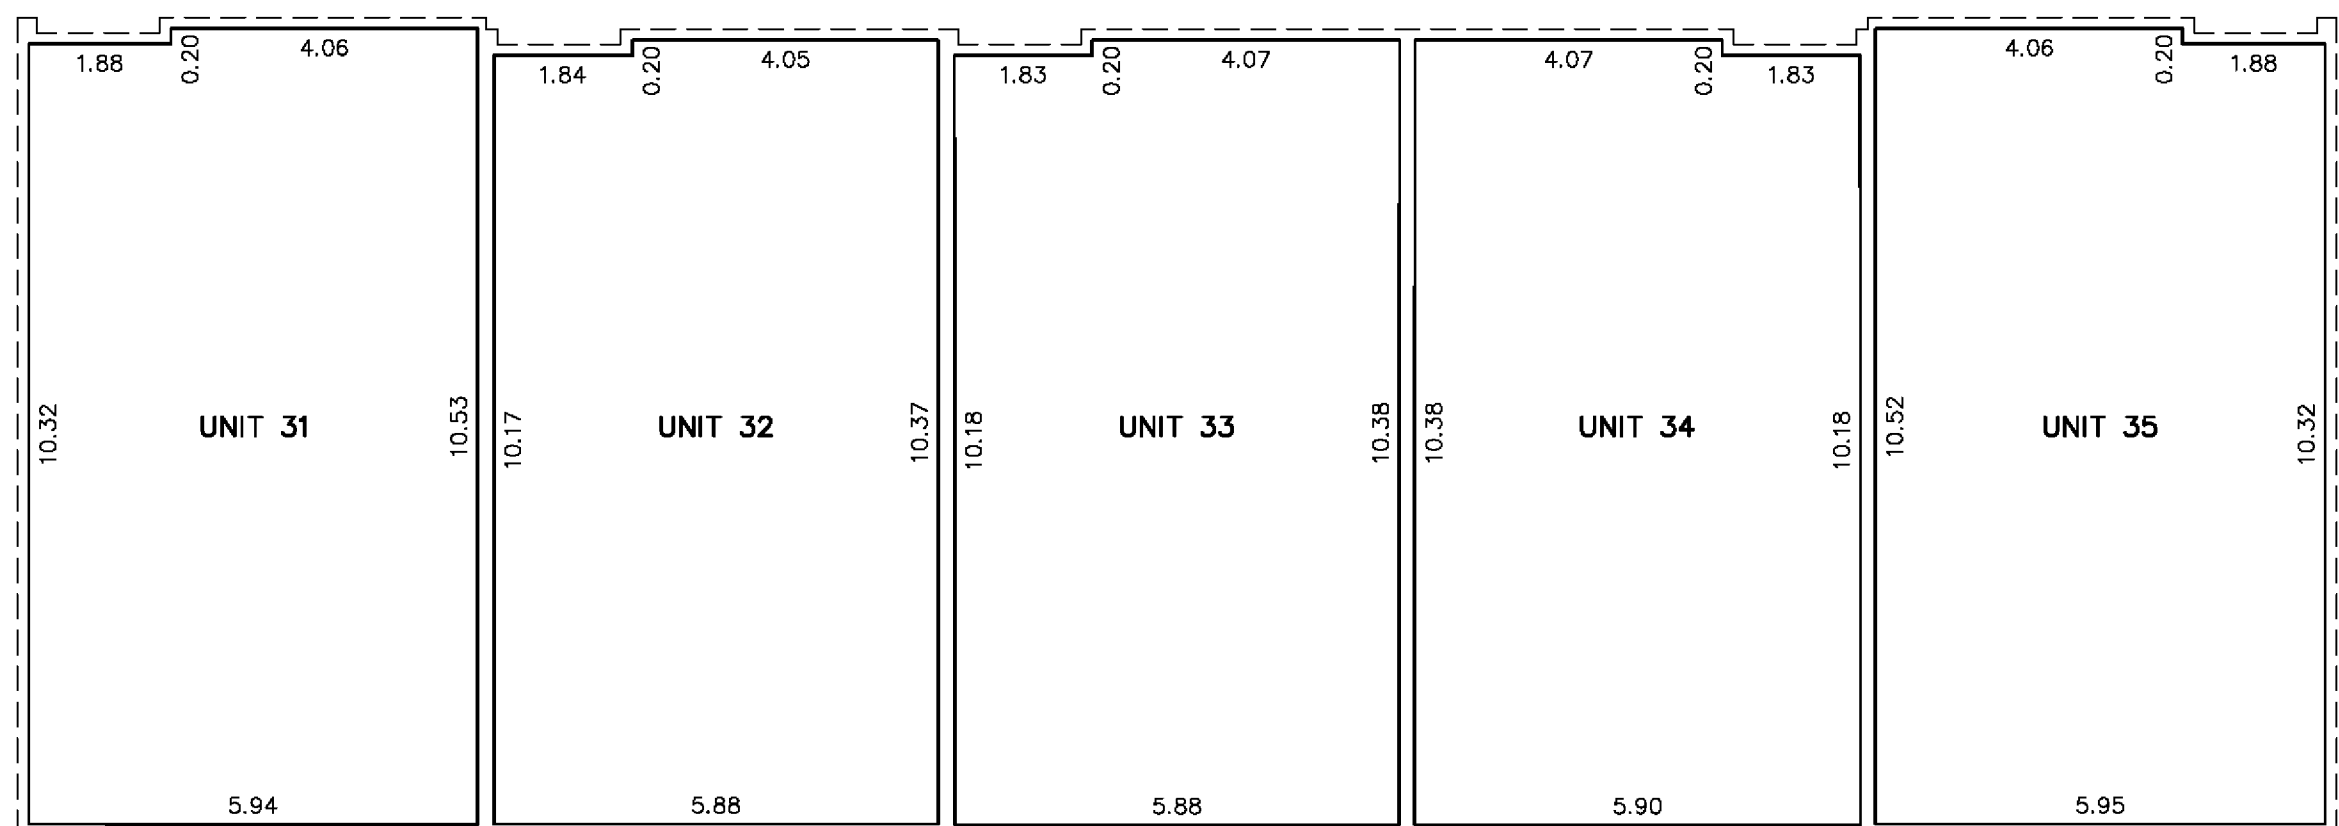 1.88 0.20 4.06
10.32 UNIT 31 10.53
5.94
1.84 0.20 4.05
10.17 UNIT 32 10.37
5.88
1.83 0.20 4.07
10.18 UNIT 33 10.38
5.88
4.07 0.20 1.83
10.38 UNIT 34 10.18
5.90
4.06 0.20 1.88
10.52 UNIT 35 10.32
5.95